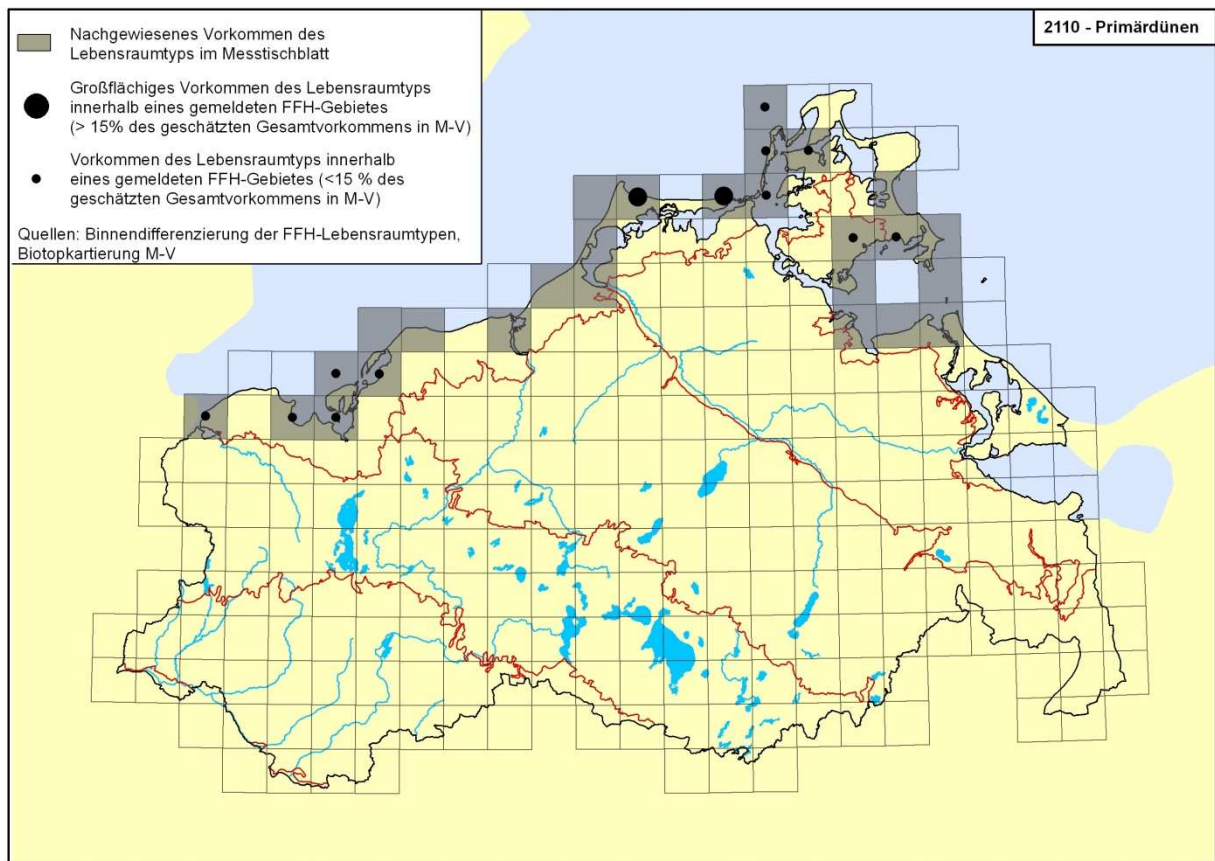 Nachgewiesenes Vorkommen des
Lebensraumtyps im Messtischblatt
Großflächiges Vorkommen des Lebensraumtyps
innerhalb eines gemeldeten FFH-Gebietes
(> 15% des geschätzten Gesamtvorkommens in M-V)
Vorkommen des Lebensraumtyps innerhalb
eines gemeldeten FFH-Gebietes (<15 % des
geschätzten Gesamtvorkommens in M-V)
Quellen: Binnendifferenzierung der FFH-Lebensraumtypen,
Biotopkartierung M-V
2110 - Primärdünen